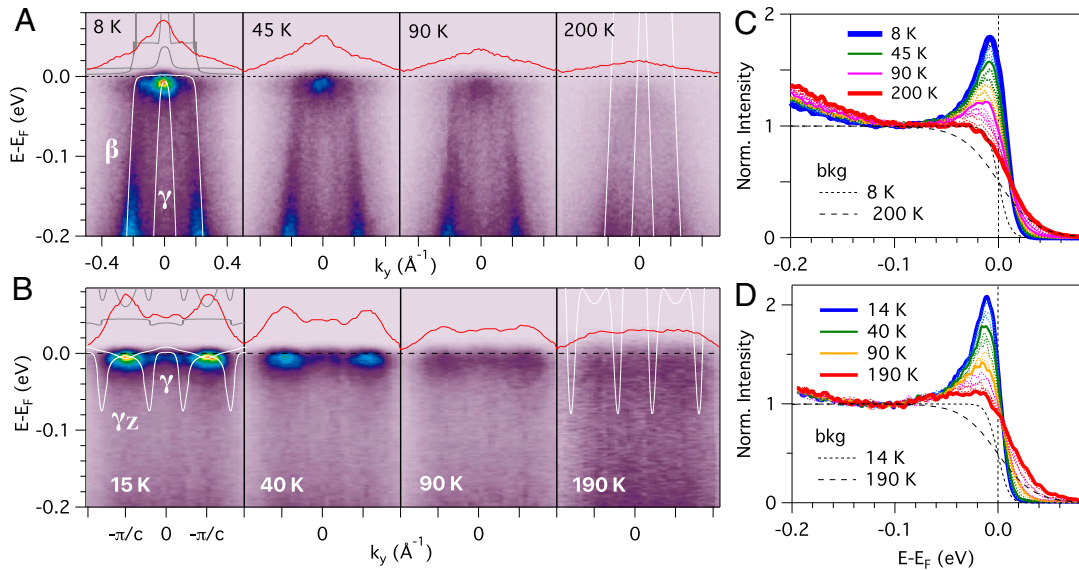 A
8 K
45 K
90 K
200 K
0.0
-0.1
-0.2
E-E_F (eV)
β
γ
-0.4 0 0.4
0
0
0
k_y (Å⁻¹)
k_y (Å⁻¹)
B
0.0
-0.1
-0.2
E-E_F (eV)
γ
γz
15 K
40 K
90 K
190 K
-π/c 0 -π/c
0
0
0
k_y (Å⁻¹)
C
2
1
0
Norm. Intensity
8 K
45 K
90 K
200 K
bkg
8 K
200 K
-0.2 -0.1 0.0
D
2
1
0
Norm. Intensity
14 K
40 K
90 K
190 K
bkg
14 K
190 K
-0.2 -0.1 0.0
E-E_F (eV)